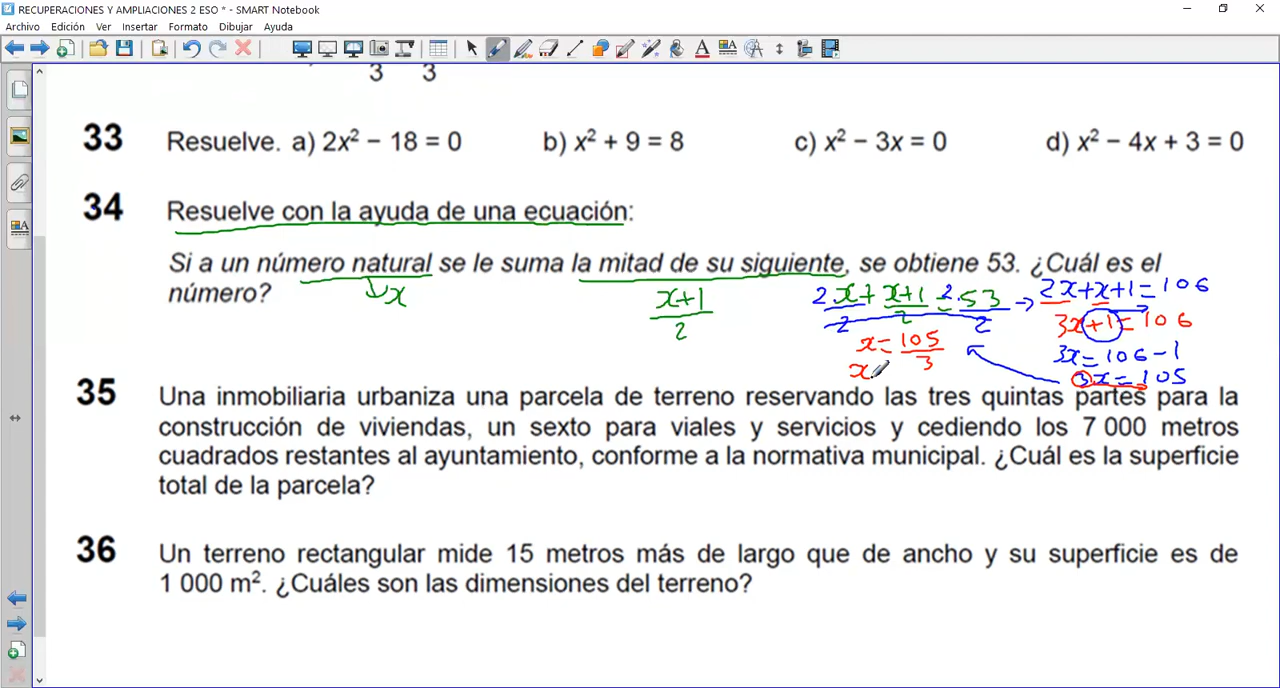 RECUPERACIONES Y AMPLIACIONES 2 ESO * - SMART Notebook
Archivo Edición Ver Insertar Formato Dibujar Ayuda
3 3
33 Resuelve. a) 2x² − 18 = 0 b) x² + 9 = 8 c) x² − 3x = 0 d) x² − 4x + 3 = 0
34 Resuelve con la ayuda de una ecuación:
Si a un número natural se le suma la mitad de su siguiente, se obtiene 53. ¿Cuál es el
número?
x
x+1
2
2x + x+1 = 2·53
2 2 2
2x+x+1=106
3x+1=106
3x=106-1
3x=105
x=105
3
x
35 Una inmobiliaria urbaniza una parcela de terreno reservando las tres quintas partes para la
construcción de viviendas, un sexto para viales y servicios y cediendo los 7 000 metros
cuadrados restantes al ayuntamiento, conforme a la normativa municipal. ¿Cuál es la superficie
total de la parcela?
36 Un terreno rectangular mide 15 metros más de largo que de ancho y su superficie es de
1 000 m². ¿Cuáles son las dimensiones del terreno?